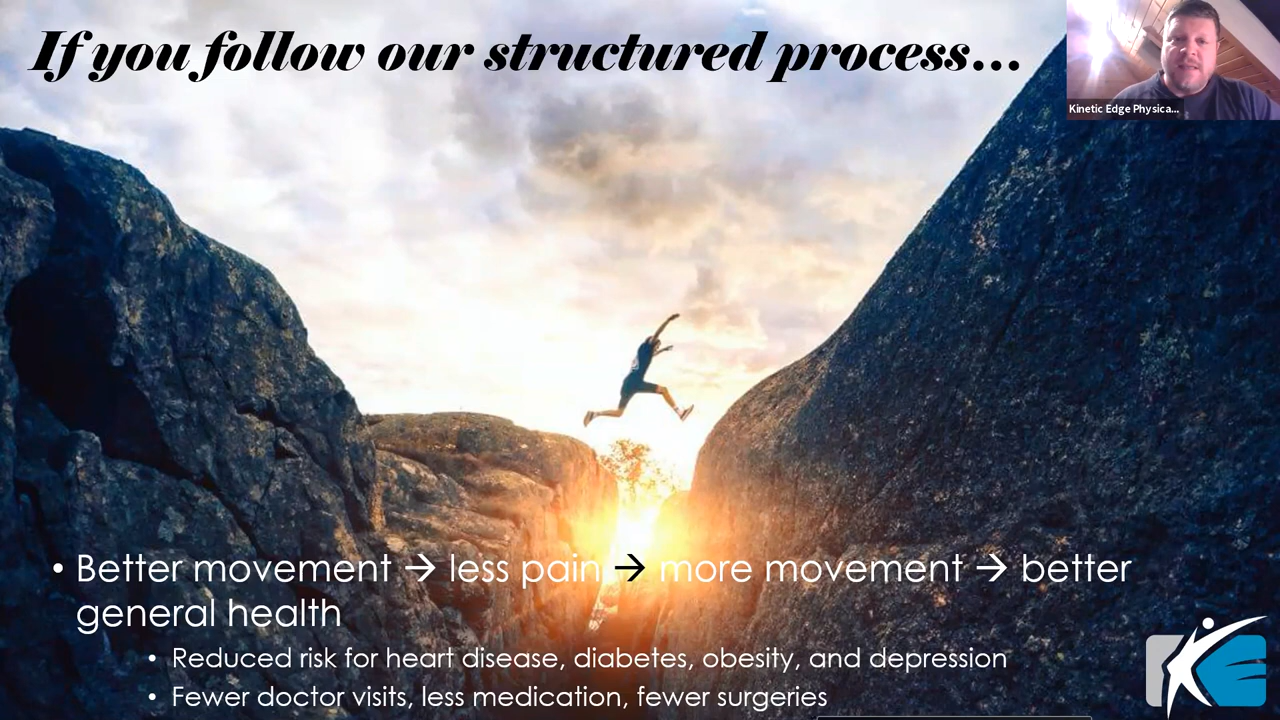 If you follow our structured process...
Kinetic Edge Physica...
• Better movement → less pain → more movement → better
general health
• Reduced risk for heart disease, diabetes, obesity, and depression
• Fewer doctor visits, less medication, fewer surgeries